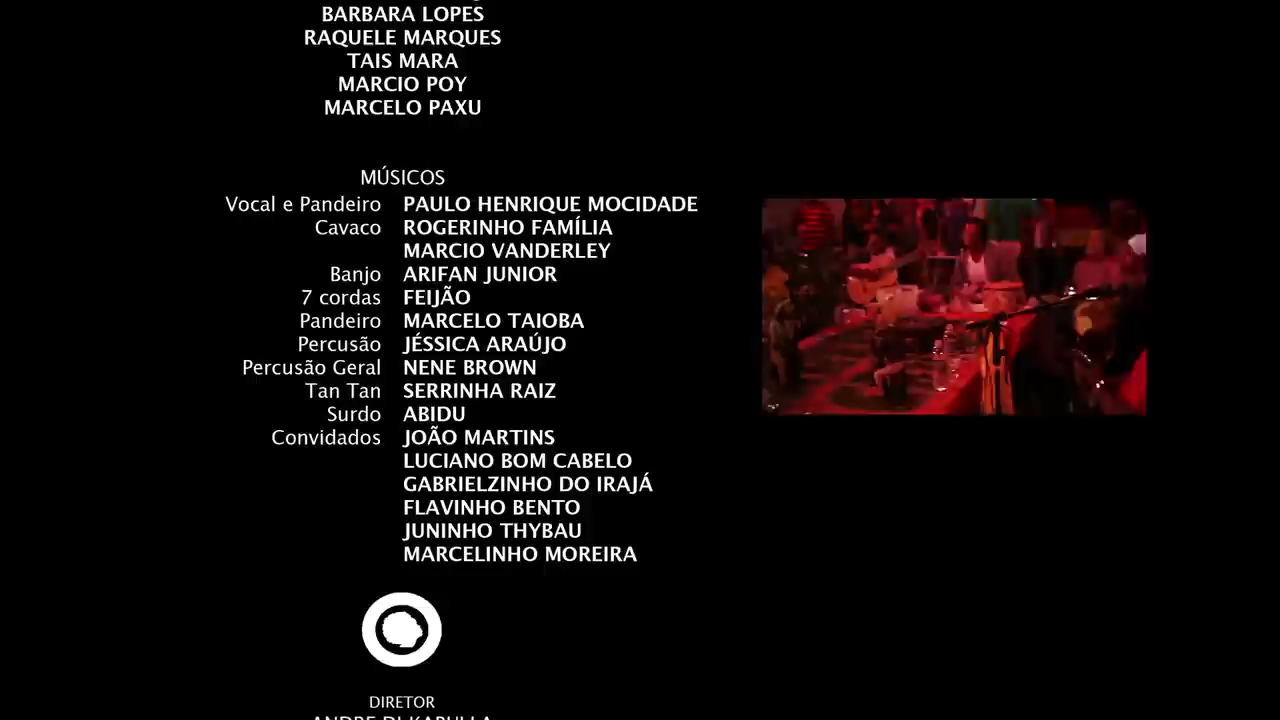 BARBARA LOPES
RAQUELE MARQUES
TAIS MARA
MARCIO POY
MARCELO PAXU
MÚSICOS
Vocal e Pandeiro PAULO HENRIQUE MOCIDADE
Cavaco ROGERINHO FAMÍLIA
MARCIO VANDERLEY
Banjo ARIFAN JUNIOR
7 cordas FEIJÃO
Pandeiro MARCELO TAIOBA
Percusão JÉSSICA ARAÚJO
Percusão Geral NENE BROWN
Tan Tan SERRINHA RAIZ
Surdo ABIDU
Convidados JOÃO MARTINS
LUCIANO BOM CABELO
GABRIELZINHO DO IRAJÁ
FLAVINHO BENTO
JUNINHO THYBAU
MARCELINHO MOREIRA
DIRETOR